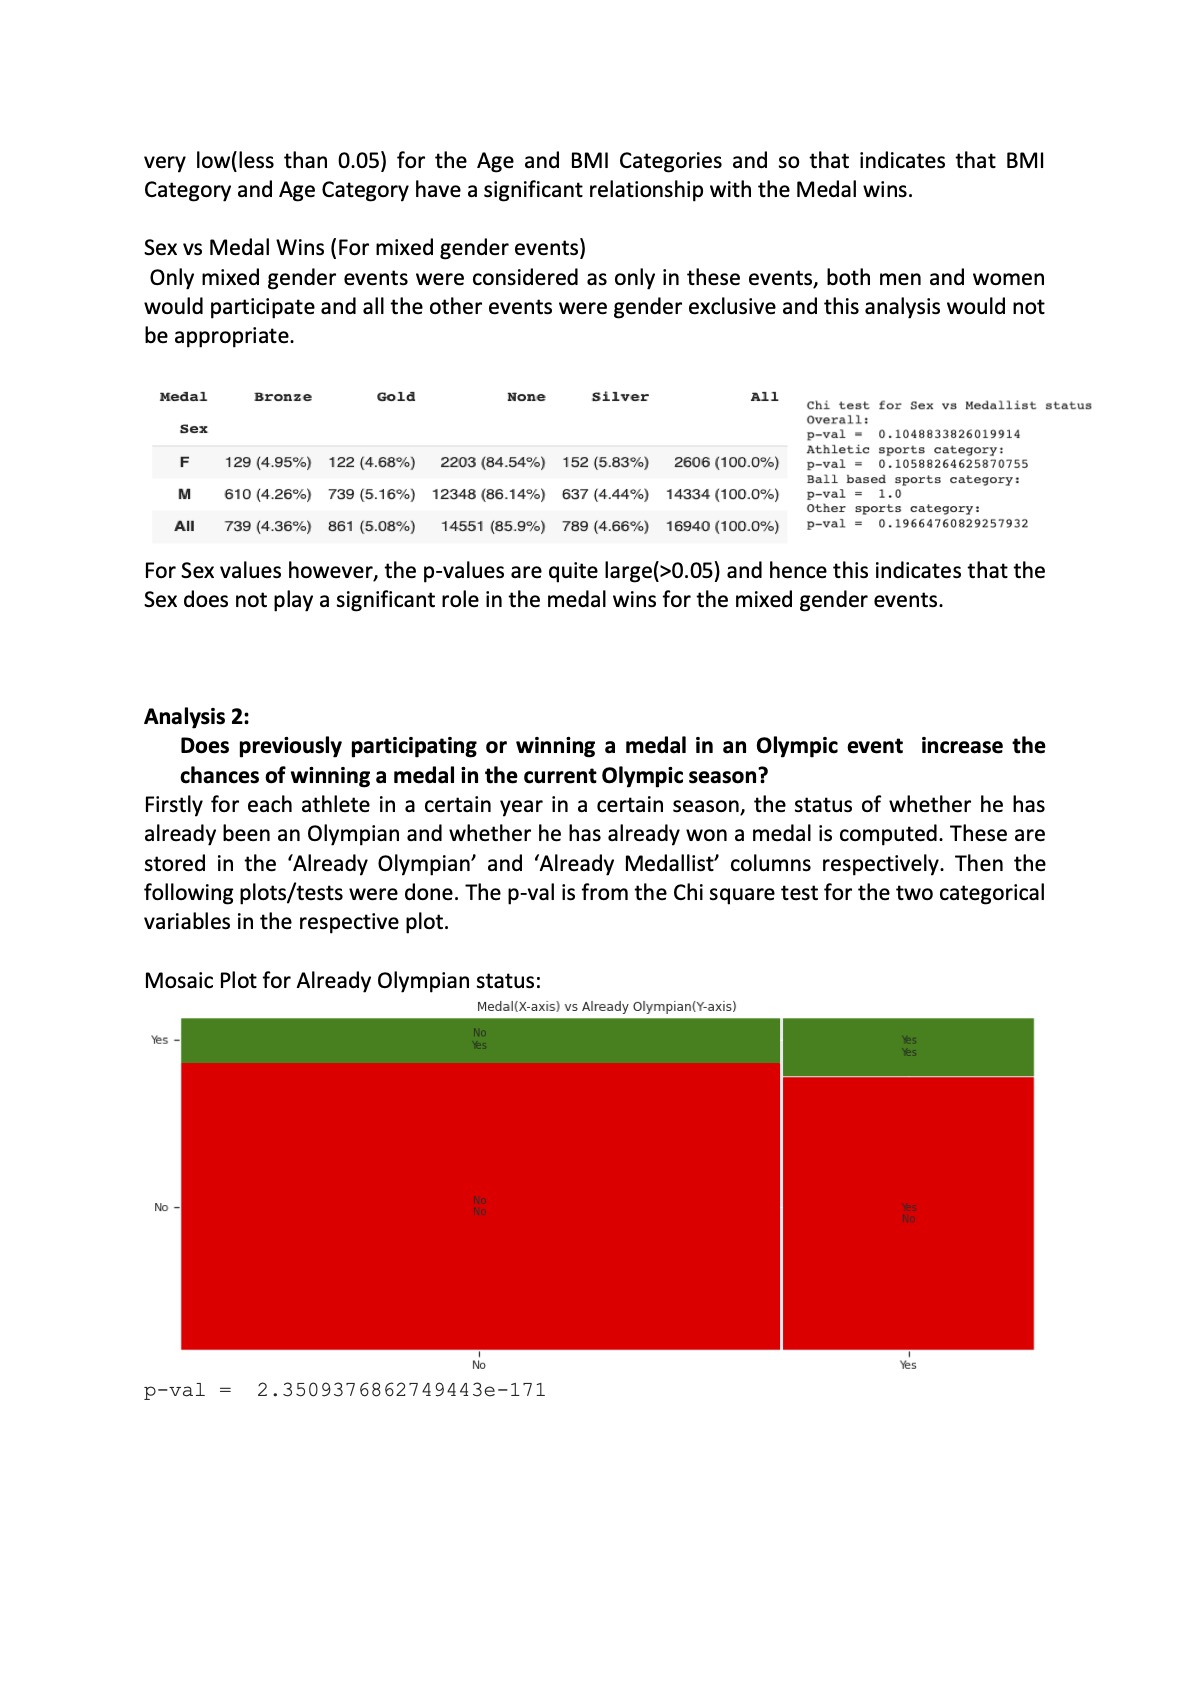 very low(less than 0.05) for the Age and BMI Categories and so that indicates that BMI
Category and Age Category have a significant relationship with the Medal wins.
Sex vs Medal Wins (For mixed gender events)
Only mixed gender events were considered as only in these events, both men and women
would participate and all the other events were gender exclusive and this analysis would not
be appropriate.
Medal Bronze Gold None Silver All
Sex
F 129 (4.95%) 122 (4.68%) 2203 (84.54%) 152 (5.83%) 2606 (100.0%)
M 610 (4.26%) 739 (5.16%) 12348 (86.14%) 637 (4.44%) 14334 (100.0%)
All 739 (4.36%) 861 (5.08%) 14551 (85.9%) 789 (4.66%) 16940 (100.0%)
Chi test for Sex vs Medallist status
Overall:
p-val = 0.1048833826019914
Athletic sports category:
p-val = 0.10588264625870755
Ball based sports category:
p-val = 1.0
Other sports category:
p-val = 0.19664760829257932
For Sex values however, the p-values are quite large(>0.05) and hence this indicates that the
Sex does not play a significant role in the medal wins for the mixed gender events.
Analysis 2:
Does previously participating or winning a medal in an Olympic event increase the
chances of winning a medal in the current Olympic season?
Firstly for each athlete in a certain year in a certain season, the status of whether he has
already been an Olympian and whether he has already won a medal is computed. These are
stored in the ‘Already Olympian’ and ‘Already Medallist’ columns respectively. Then the
following plots/tests were done. The p-val is from the Chi square test for the two categorical
variables in the respective plot.
Mosaic Plot for Already Olympian status:
Medal(X-axis) vs Already Olympian(Y-axis)
Yes
No
Yes
Yes
Yes
No
No
No
Yes
No
No
Yes
p-val = 2.3509376862749443e-171